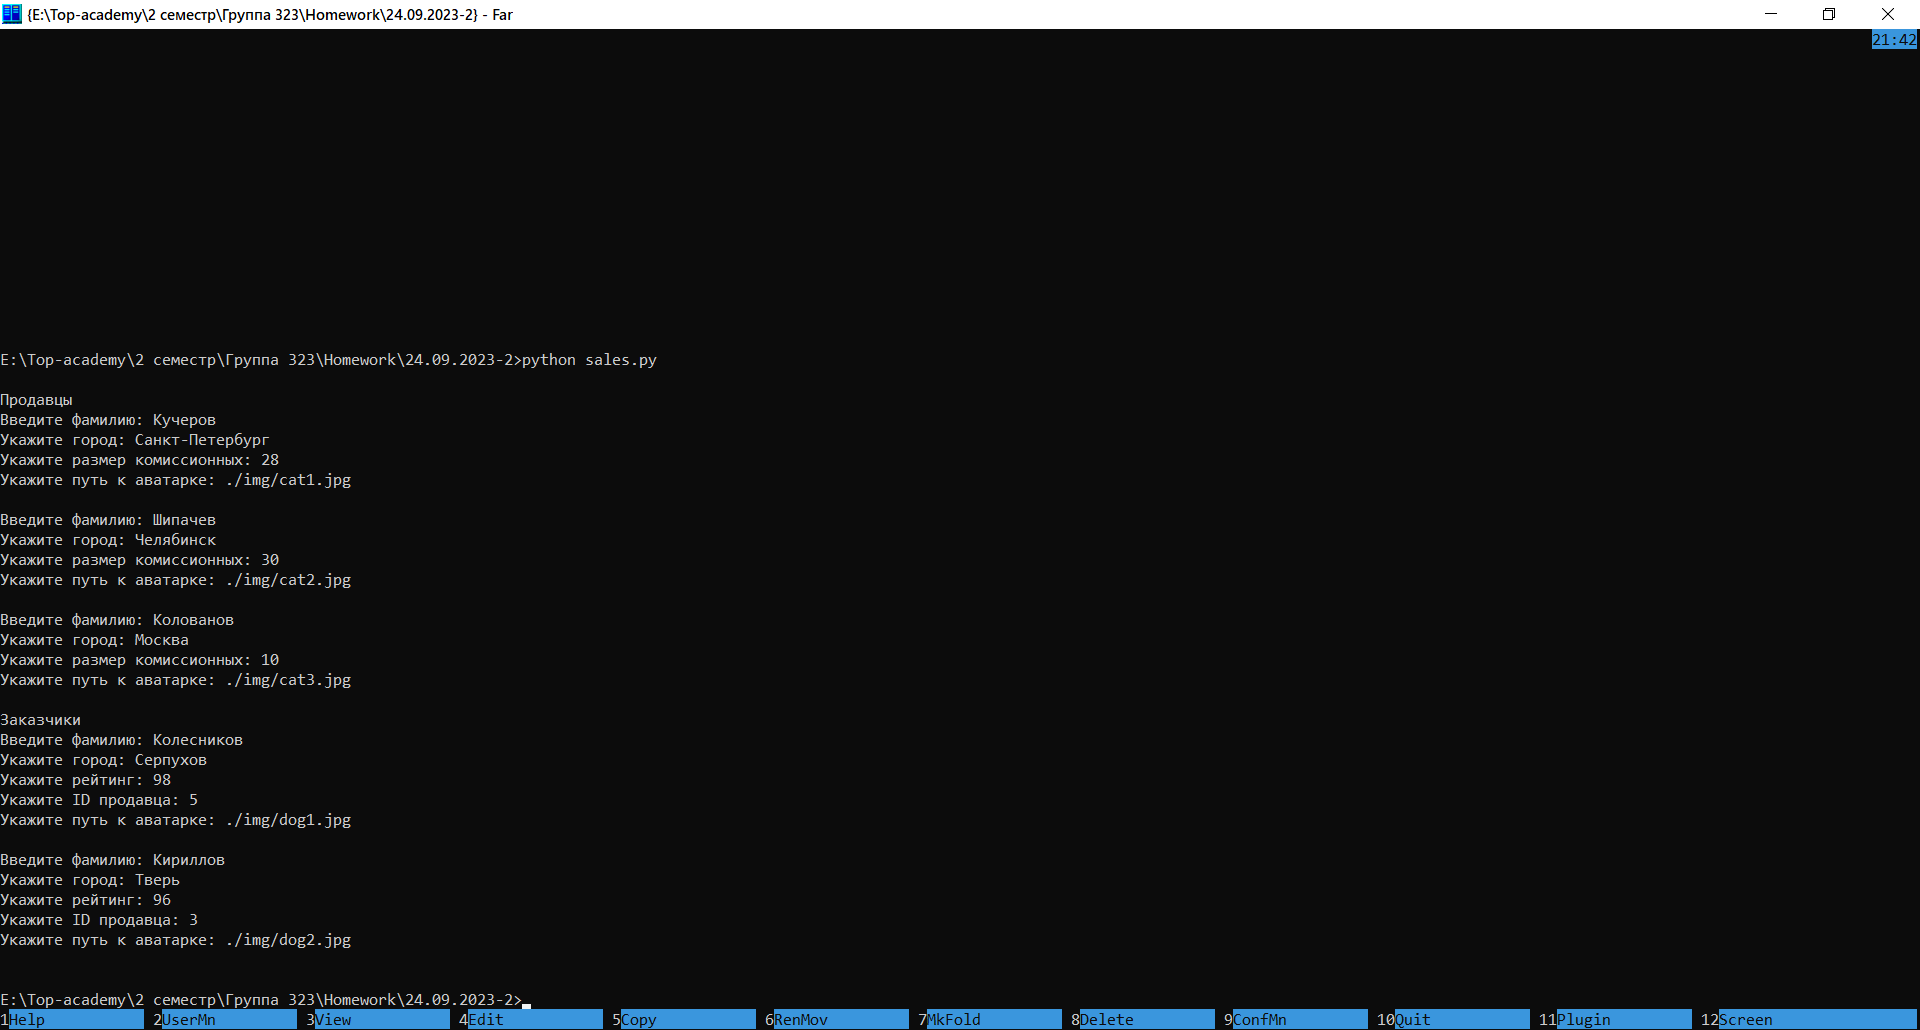 {E:\Top-academy\2 семестр\Группа 323\Homework\24.09.2023-2} - Far
21:42
E:\Top-academy\2 семестр\Группа 323\Homework\24.09.2023-2>python sales.py
Продавцы
Введите фамилию: Кучеров
Укажите город: Санкт-Петербург
Укажите размер комиссионных: 28
Укажите путь к аватарке: ./img/cat1.jpg
Введите фамилию: Шипачев
Укажите город: Челябинск
Укажите размер комиссионных: 30
Укажите путь к аватарке: ./img/cat2.jpg
Введите фамилию: Колованов
Укажите город: Москва
Укажите размер комиссионных: 10
Укажите путь к аватарке: ./img/cat3.jpg
Заказчики
Введите фамилию: Колесников
Укажите город: Серпухов
Укажите рейтинг: 98
Укажите ID продавца: 5
Укажите путь к аватарке: ./img/dog1.jpg
Введите фамилию: Кириллов
Укажите город: Тверь
Укажите рейтинг: 96
Укажите ID продавца: 3
Укажите путь к аватарке: ./img/dog2.jpg
E:\Top-academy\2 семестр\Группа 323\Homework\24.09.2023-2>
1Help 2UserMn 3View 4Edit 5Copy 6RenMov 7MkFold 8Delete 9ConfMn 10Quit 11Plugin 12Screen